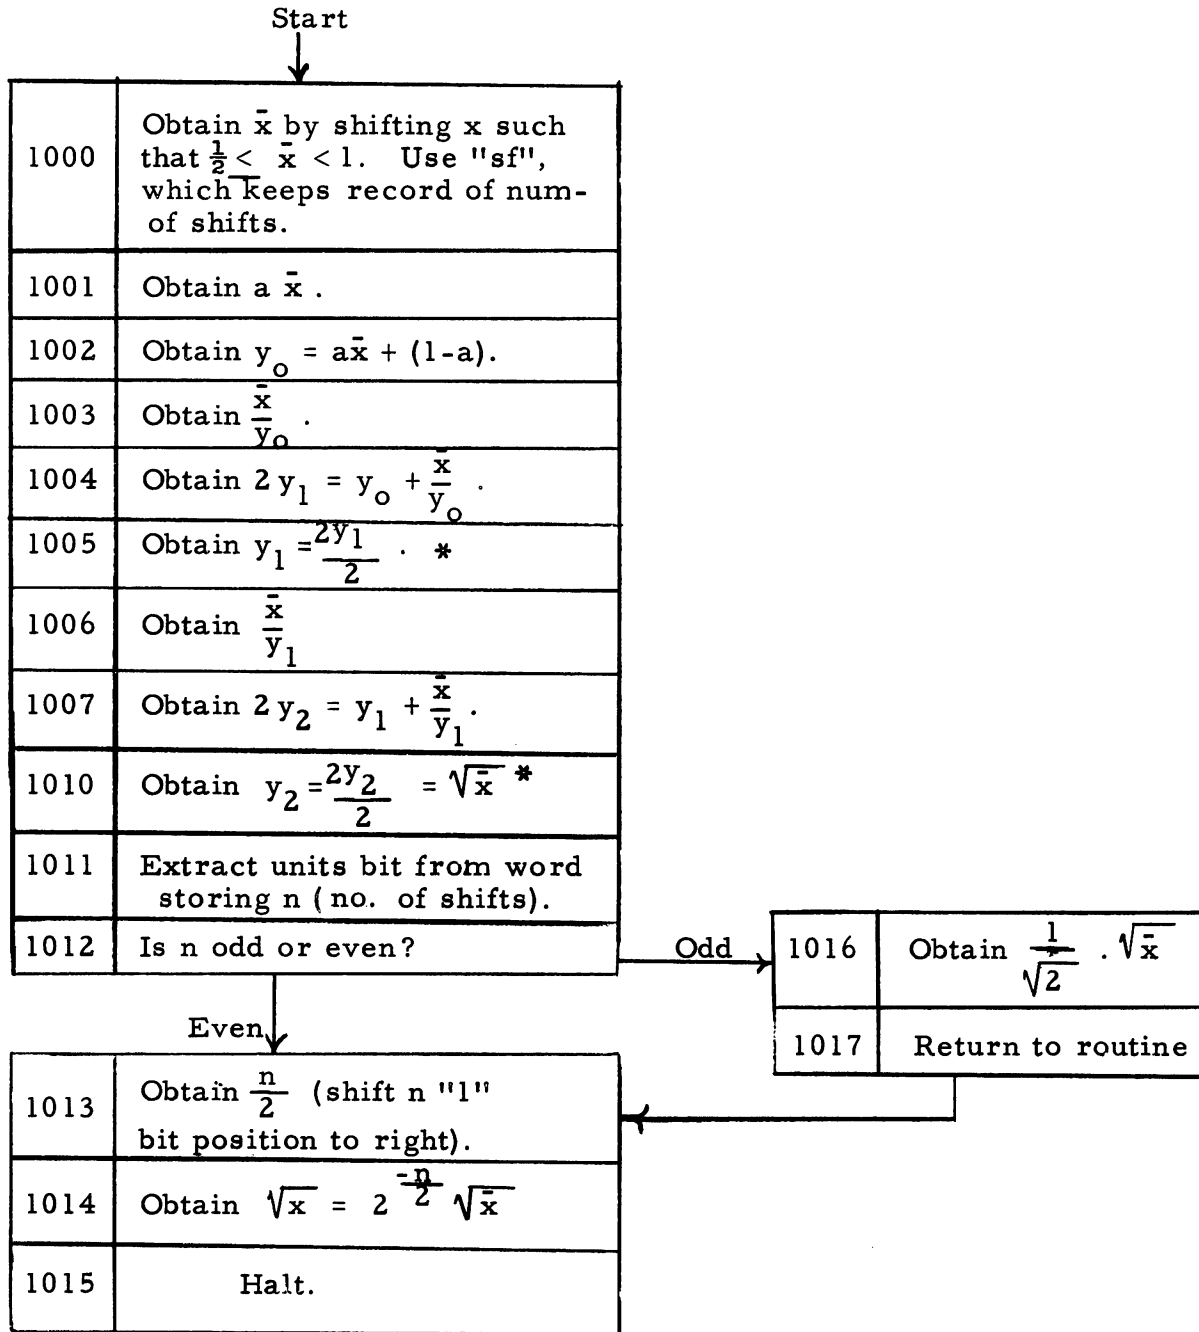 Start
1000
Obtain x̄ by shifting x such
that ½ ≤ x̄ < 1. Use "sf",
which keeps record of num-
of shifts.
1001 Obtain a x̄ .
1002 Obtain y₀ = ax̄ + (1-a).
1003 Obtain x̄/y₀ .
1004 Obtain 2 y₁ = y₀ + x̄/y₀ .
1005 Obtain y₁ = 2y₁/2 . *
1006 Obtain x̄/y₁
1007 Obtain 2 y₂ = y₁ + x̄/y₁ .
1010 Obtain y₂ = 2y₂/2 = √x̄ *
1011 Extract units bit from word
storing n ( no. of shifts).
1012 Is n odd or even?
Odd
1016 Obtain 1/√2 . √x̄
1017 Return to routine
Even
1013 Obtain n/2 (shift n "1"
bit position to right).
1014 Obtain √x = 2^(-n/2) √x̄
1015 Halt.